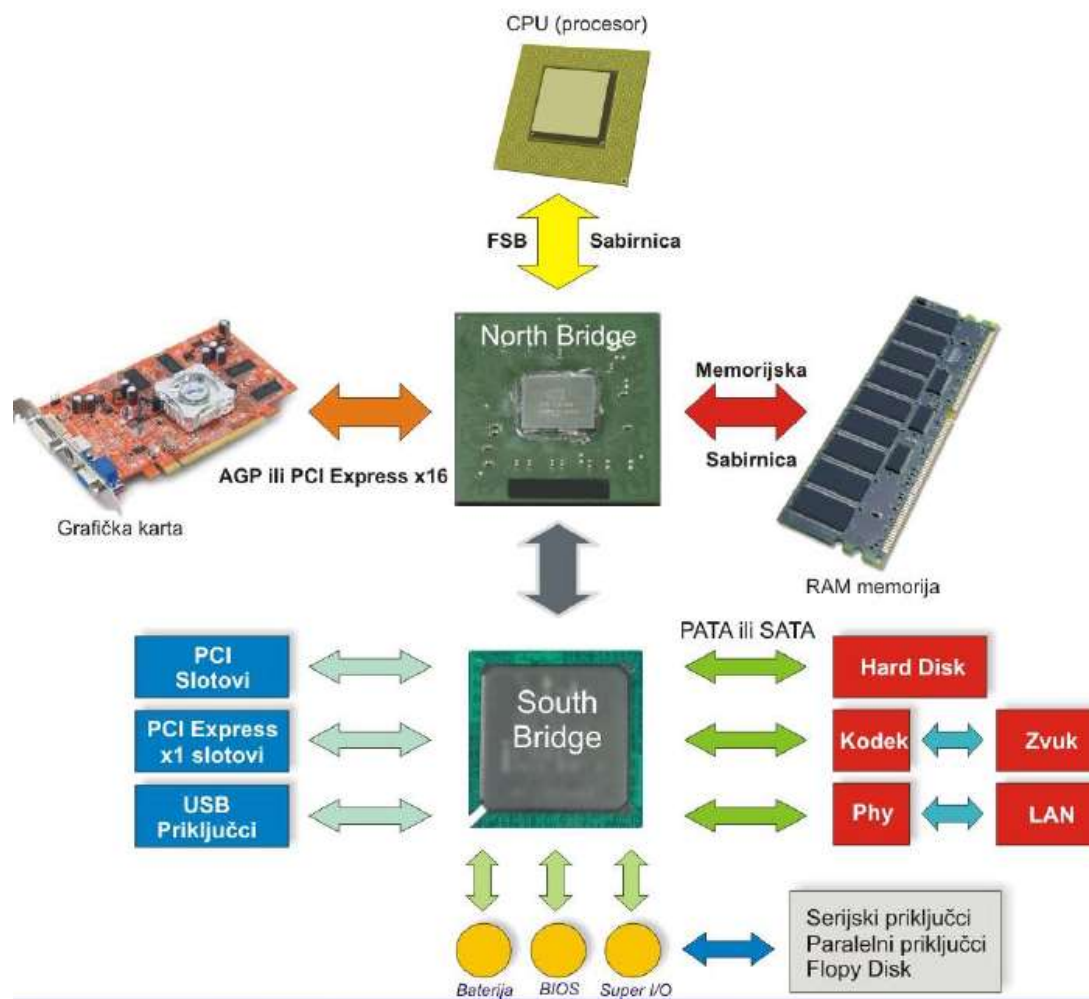 CPU (procesor)
FSB Sabirnica
North Bridge
Memorijska
Sabirnica
AGP ili PCI Express x16
Grafička karta
RAM memorija
PATA ili SATA
PCI
Slotovi
South
Bridge
Hard Disk
PCI Express
x1 slotovi
Kodek
Zvuk
USB
Priključci
Phy
LAN
Serijski priključci
Paralelni priključci
Flopy Disk
Baterija
BIOS
Super I/O